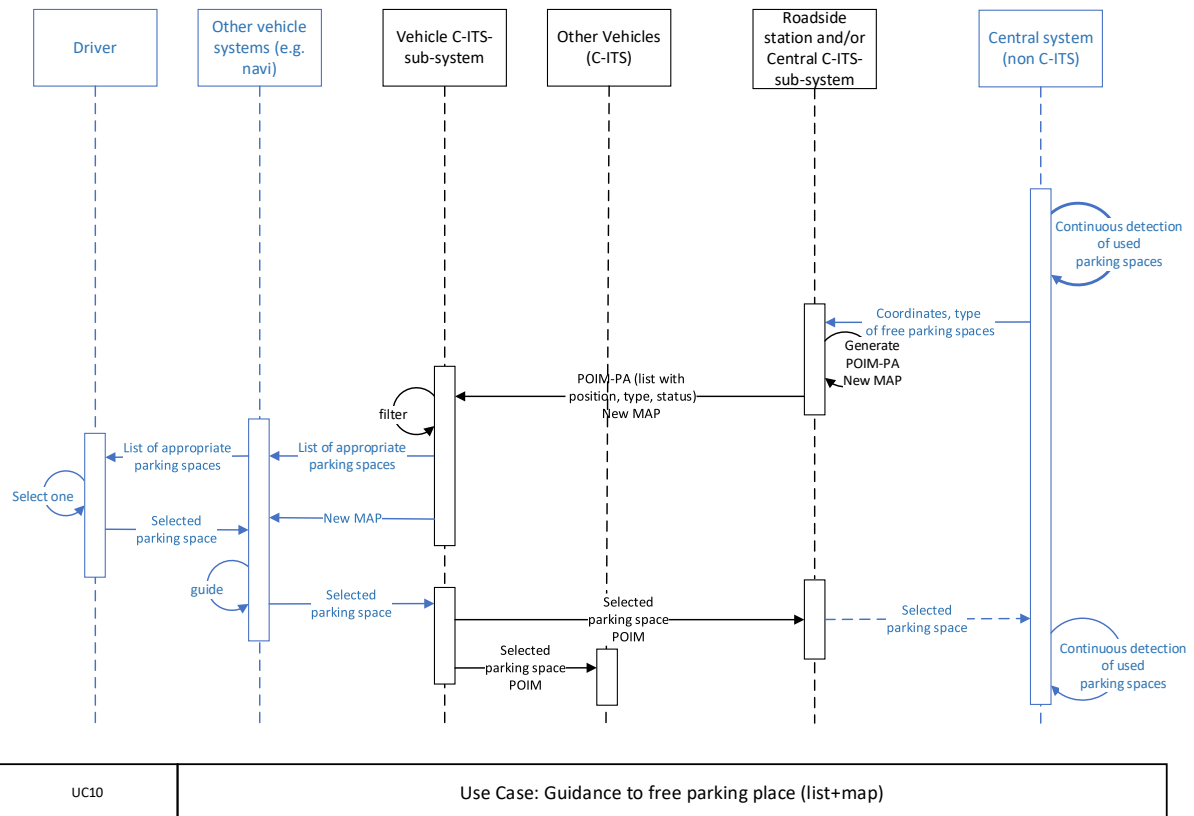 Driver
Other vehicle
systems (e.g.
navi)
Vehicle C-ITS-
sub-system
Other Vehicles
(C-ITS)
Roadside
station and/or
Central C-ITS-
sub-system
Central system
(non C-ITS)
Continuous detection
of used
parking spaces
Coordinates, type
of free parking spaces
Generate
POIM-PA
New MAP
POIM-PA (list with
position, type, status)
New MAP
filter
List of appropriate
parking spaces
List of appropriate
parking spaces
Select one
New MAP
Selected
parking space
guide
Selected
parking space
Selected
parking space
POIM
Selected
parking space
Selected
parking space
POIM
Continuous detection
of used
parking spaces
UC10
Use Case: Guidance to free parking place (list+map)